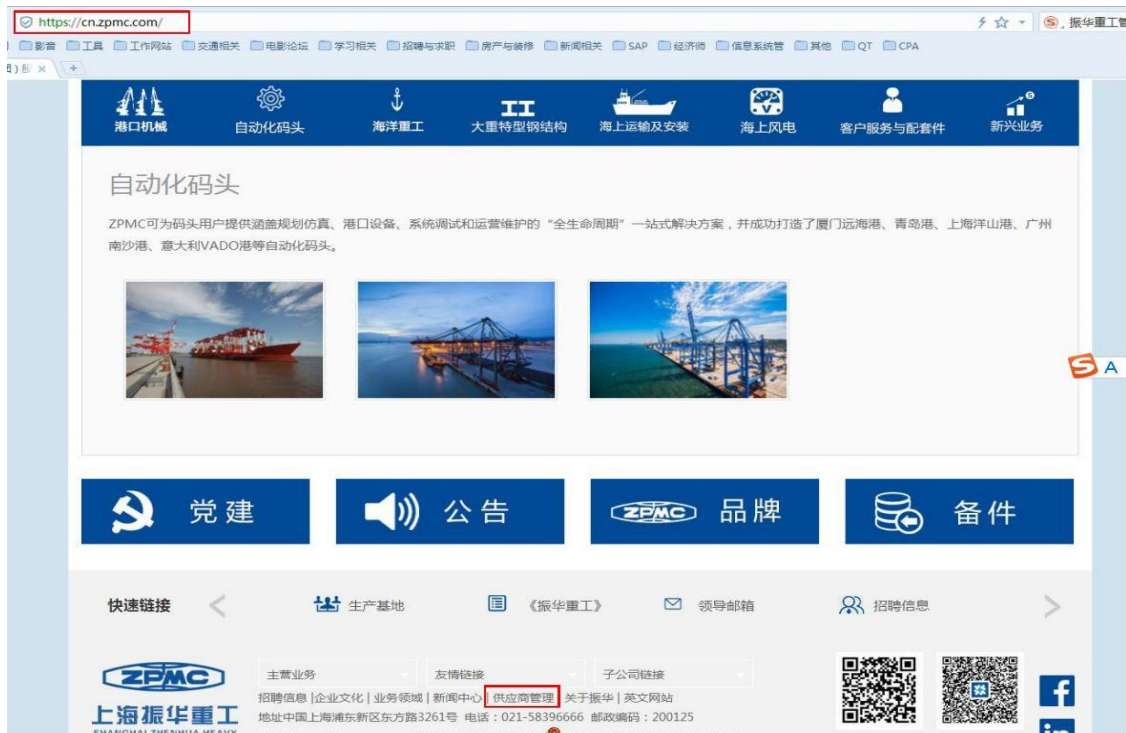 https://cn.zpmc.com/
振华重工管
影音 工具 工作网站 交通相关 电影论坛 学习相关 招聘与求职 房产与装修 新闻相关 SAP 经济师 信息系统管 其他 QT CPA
港口机械 自动化码头 海洋重工 大重特型钢结构 海上运输及安装 海上风电 客户服务与配套件 新兴业务
自动化码头
ZPMC可为码头用户提供涵盖规划仿真、港口设备、系统调试和运营维护的“全生命周期”一站式解决方案，并成功打造了厦门远海港、青岛港、上海洋山港、广州
南沙港、意大利VADO港等自动化码头。
A
党建 公告 ZPMC 品牌 备件
快速链接 生产基地 《振华重工》 领导邮箱 招聘信息
ZPMC
上海振华重工
主营业务 友情链接 子公司链接
招聘信息 |企业文化 | 业务领域 | 新闻中心 | 供应商管理 | 关于振华 | 英文网站
地址中国上海浦东新区东方路3261号 电话：021-58396666 邮政编码：200125
SHANGHAI ZHENHUA HEAVY